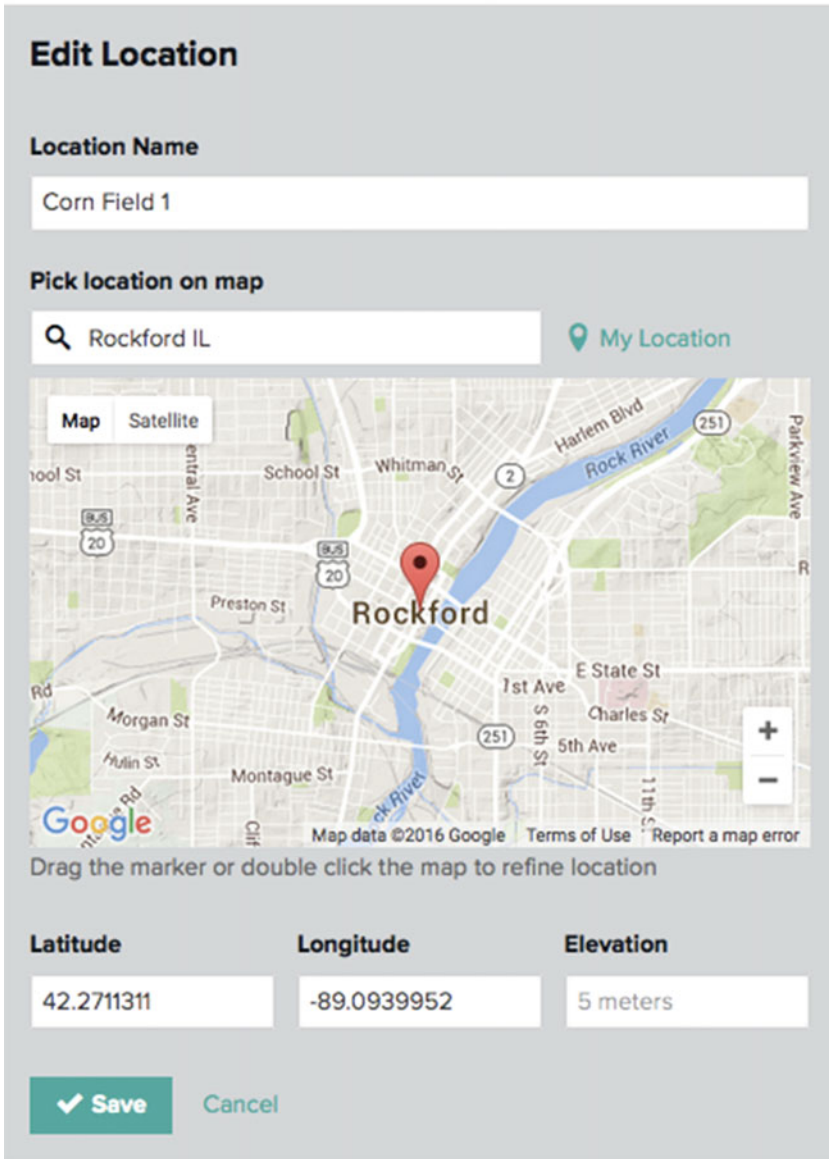 Edit Location
Location Name
Corn Field 1
Pick location on map
Rockford IL
My Location
Map Satellite
Harlem Blvd
251
Parkview Ave
Rock River
hool St
entral Ave
School St
Whitman St
2
BUS
20
BUS
20
R
Preston St
Rockford
E State St
1st Ave
Rd
Morgan St
S 6th St
Charles St
251
5th Ave
+
Hulin St
Montague St
11th S
−
ck River
Rd
Google
Clif
Map data ©2016 Google Terms of Use Report a map error
Drag the marker or double click the map to refine location
Latitude Longitude Elevation
42.2711311 -89.0939952 5 meters
Save Cancel